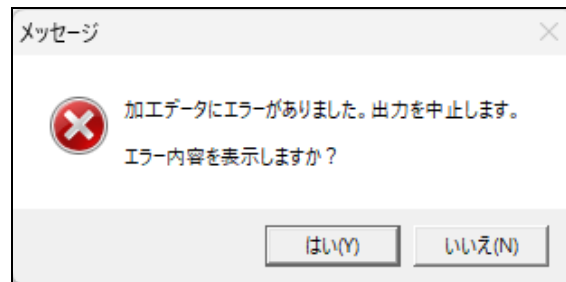 メッセージ
加工データにエラーがありました。出力を中止します。
エラー内容を表示しますか？
はい(Y)
いいえ(N)